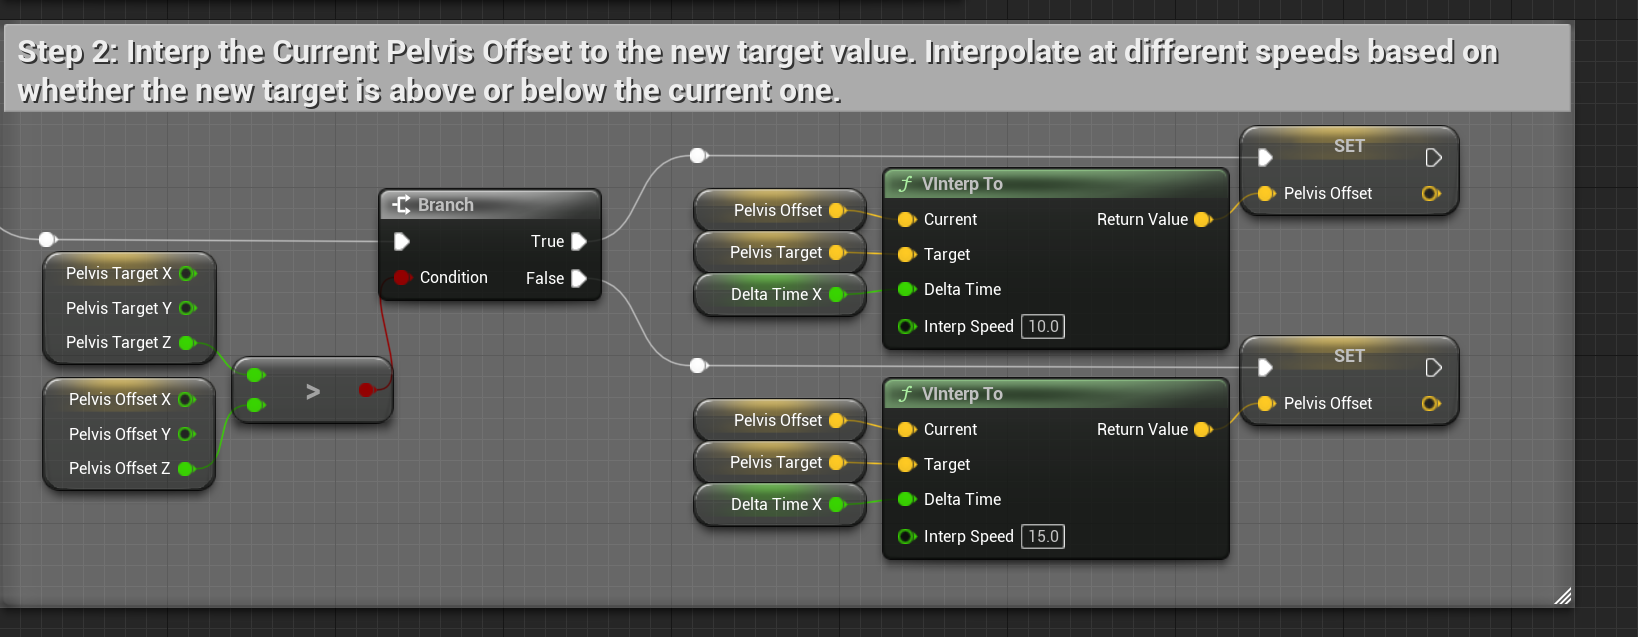 Step 2: Interp the Current Pelvis Offset to the new target value. Interpolate at different speeds based on
whether the new target is above or below the current one.
Pelvis Target X
Pelvis Target Y
Pelvis Target Z
Pelvis Offset X
Pelvis Offset Y
Pelvis Offset Z
>
Branch
True
Condition
False
Pelvis Offset
Pelvis Target
Delta Time X
f VInterp To
Current
Return Value
Target
Delta Time
Interp Speed 10.0
SET
Pelvis Offset
Pelvis Offset
Pelvis Target
Delta Time X
f VInterp To
Current
Return Value
Target
Delta Time
Interp Speed 15.0
SET
Pelvis Offset